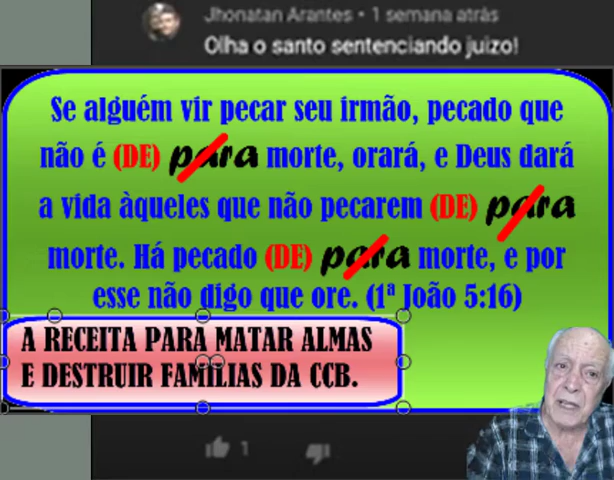 Jhonatan Arantes • 1 semana atrás
Olha o santo sentenciando juizo!
Se alguém vir pecar seu irmão, pecado que
não é (DE) para morte, orará, e Deus dará
a vida àqueles que não pecarem (DE) para
morte. Há pecado (DE) para morte, e por
esse não digo que ore. (1ª João 5:16)
A RECEITA PARA MATAR ALMAS
E DESTRUIR FAMÍLIAS DA CCB.
1